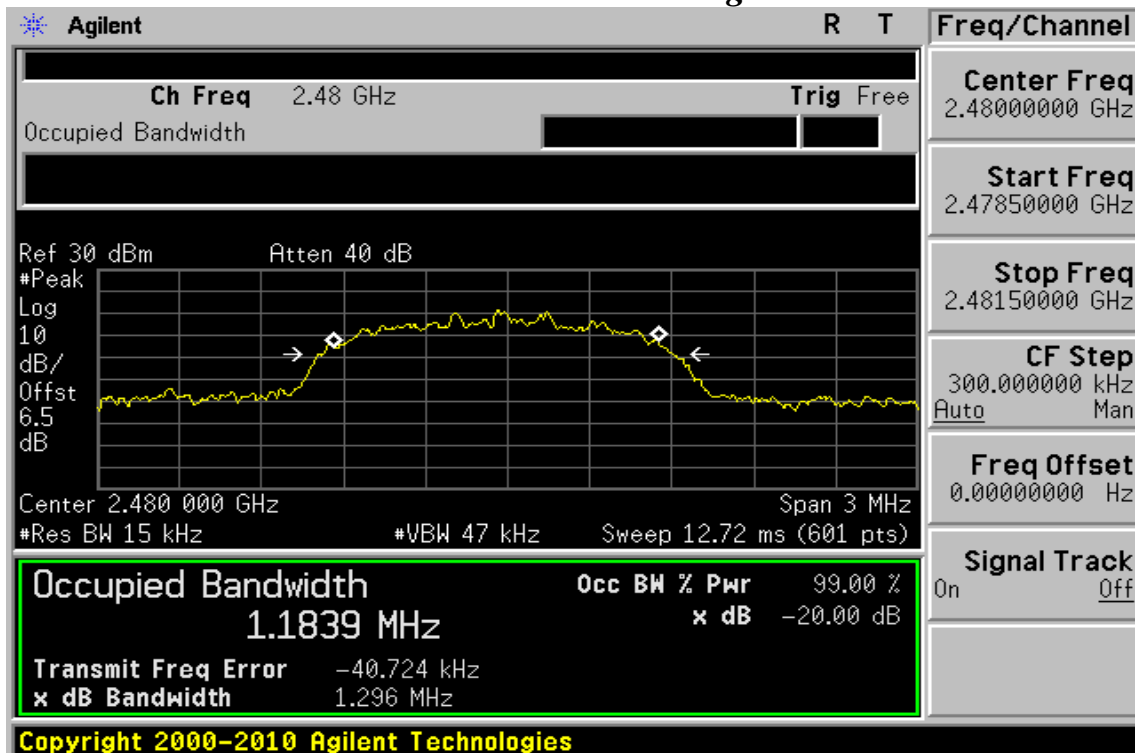 Agilent R T
Ch Freq 2.48 GHz Trig Free
Occupied Bandwidth
Ref 30 dBm Atten 40 dB
#Peak
Log
10
dB/
Offst
6.5
dB
Center 2.480 000 GHz Span 3 MHz
#Res BW 15 kHz #VBW 47 kHz Sweep 12.72 ms (601 pts)
Occupied Bandwidth Occ BW % Pwr 99.00 %
1.1839 MHz x dB -20.00 dB
Transmit Freq Error -40.724 kHz
x dB Bandwidth 1.296 MHz
Freq/Channel
Center Freq
2.48000000 GHz
Start Freq
2.47850000 GHz
Stop Freq
2.48150000 GHz
CF Step
300.000000 kHz
Auto Man
Freq Offset
0.00000000 Hz
Signal Track
On Off
Copyright 2000-2010 Agilent Technologies